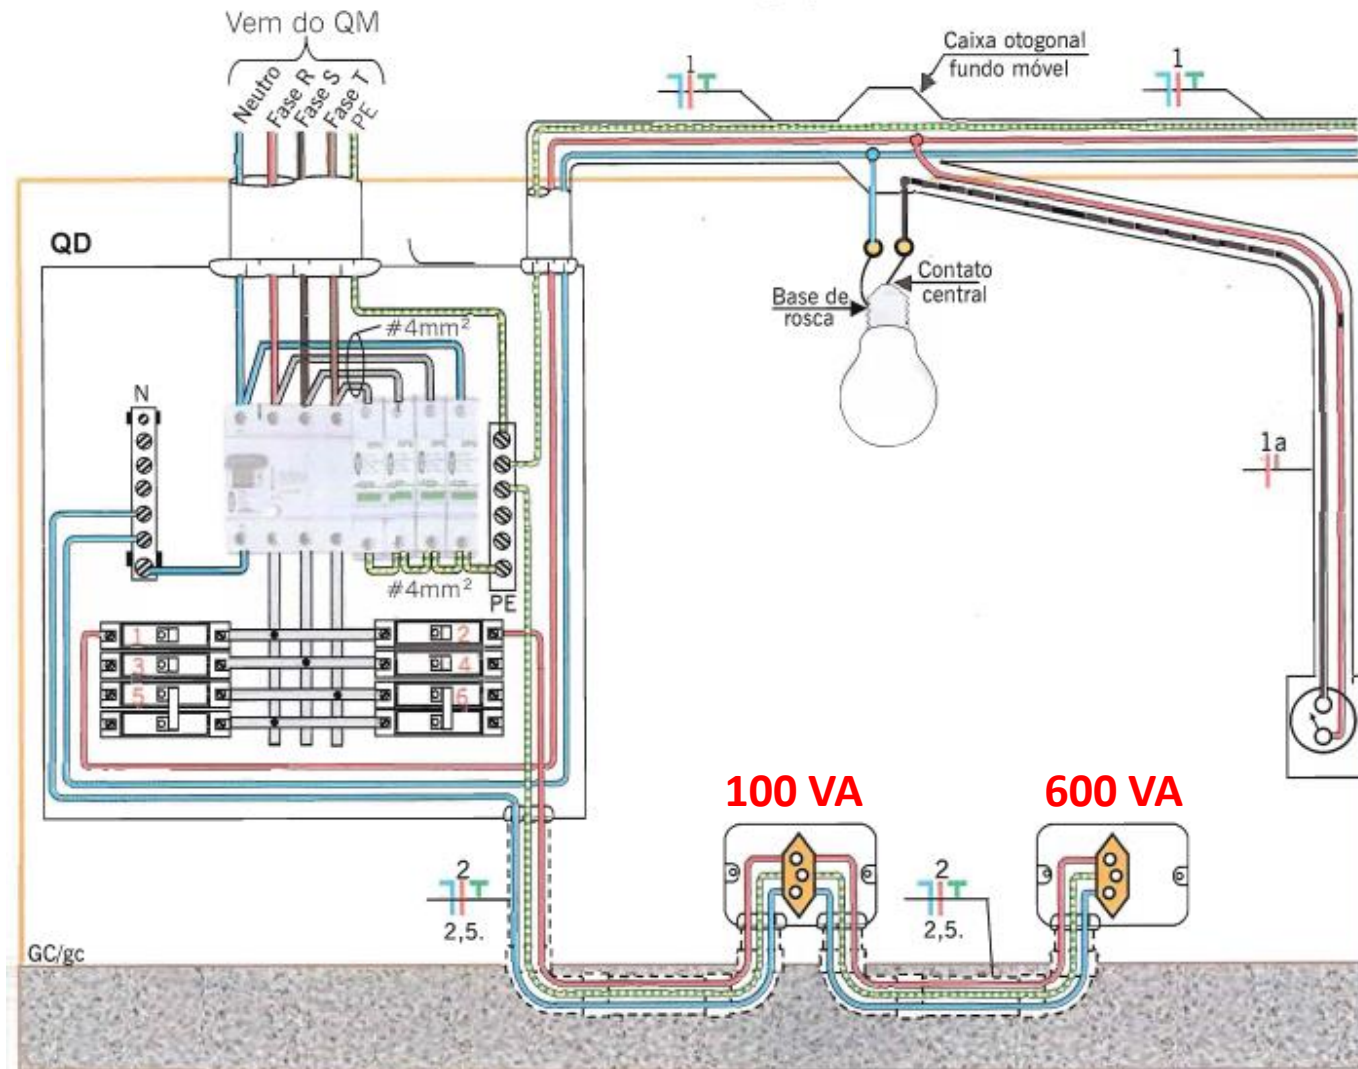 Vem do QM
Neutro
Fase R
Fase S
Fase T
PE
1
Caixa otogonal
fundo móvel
1
QD
#4mm²
Contato
central
Base de
rosca
N
1a
#4mm²
PE
1
2
3
4
5
6
100 VA
600 VA
2
2,5.
2
2,5.
GC/gc